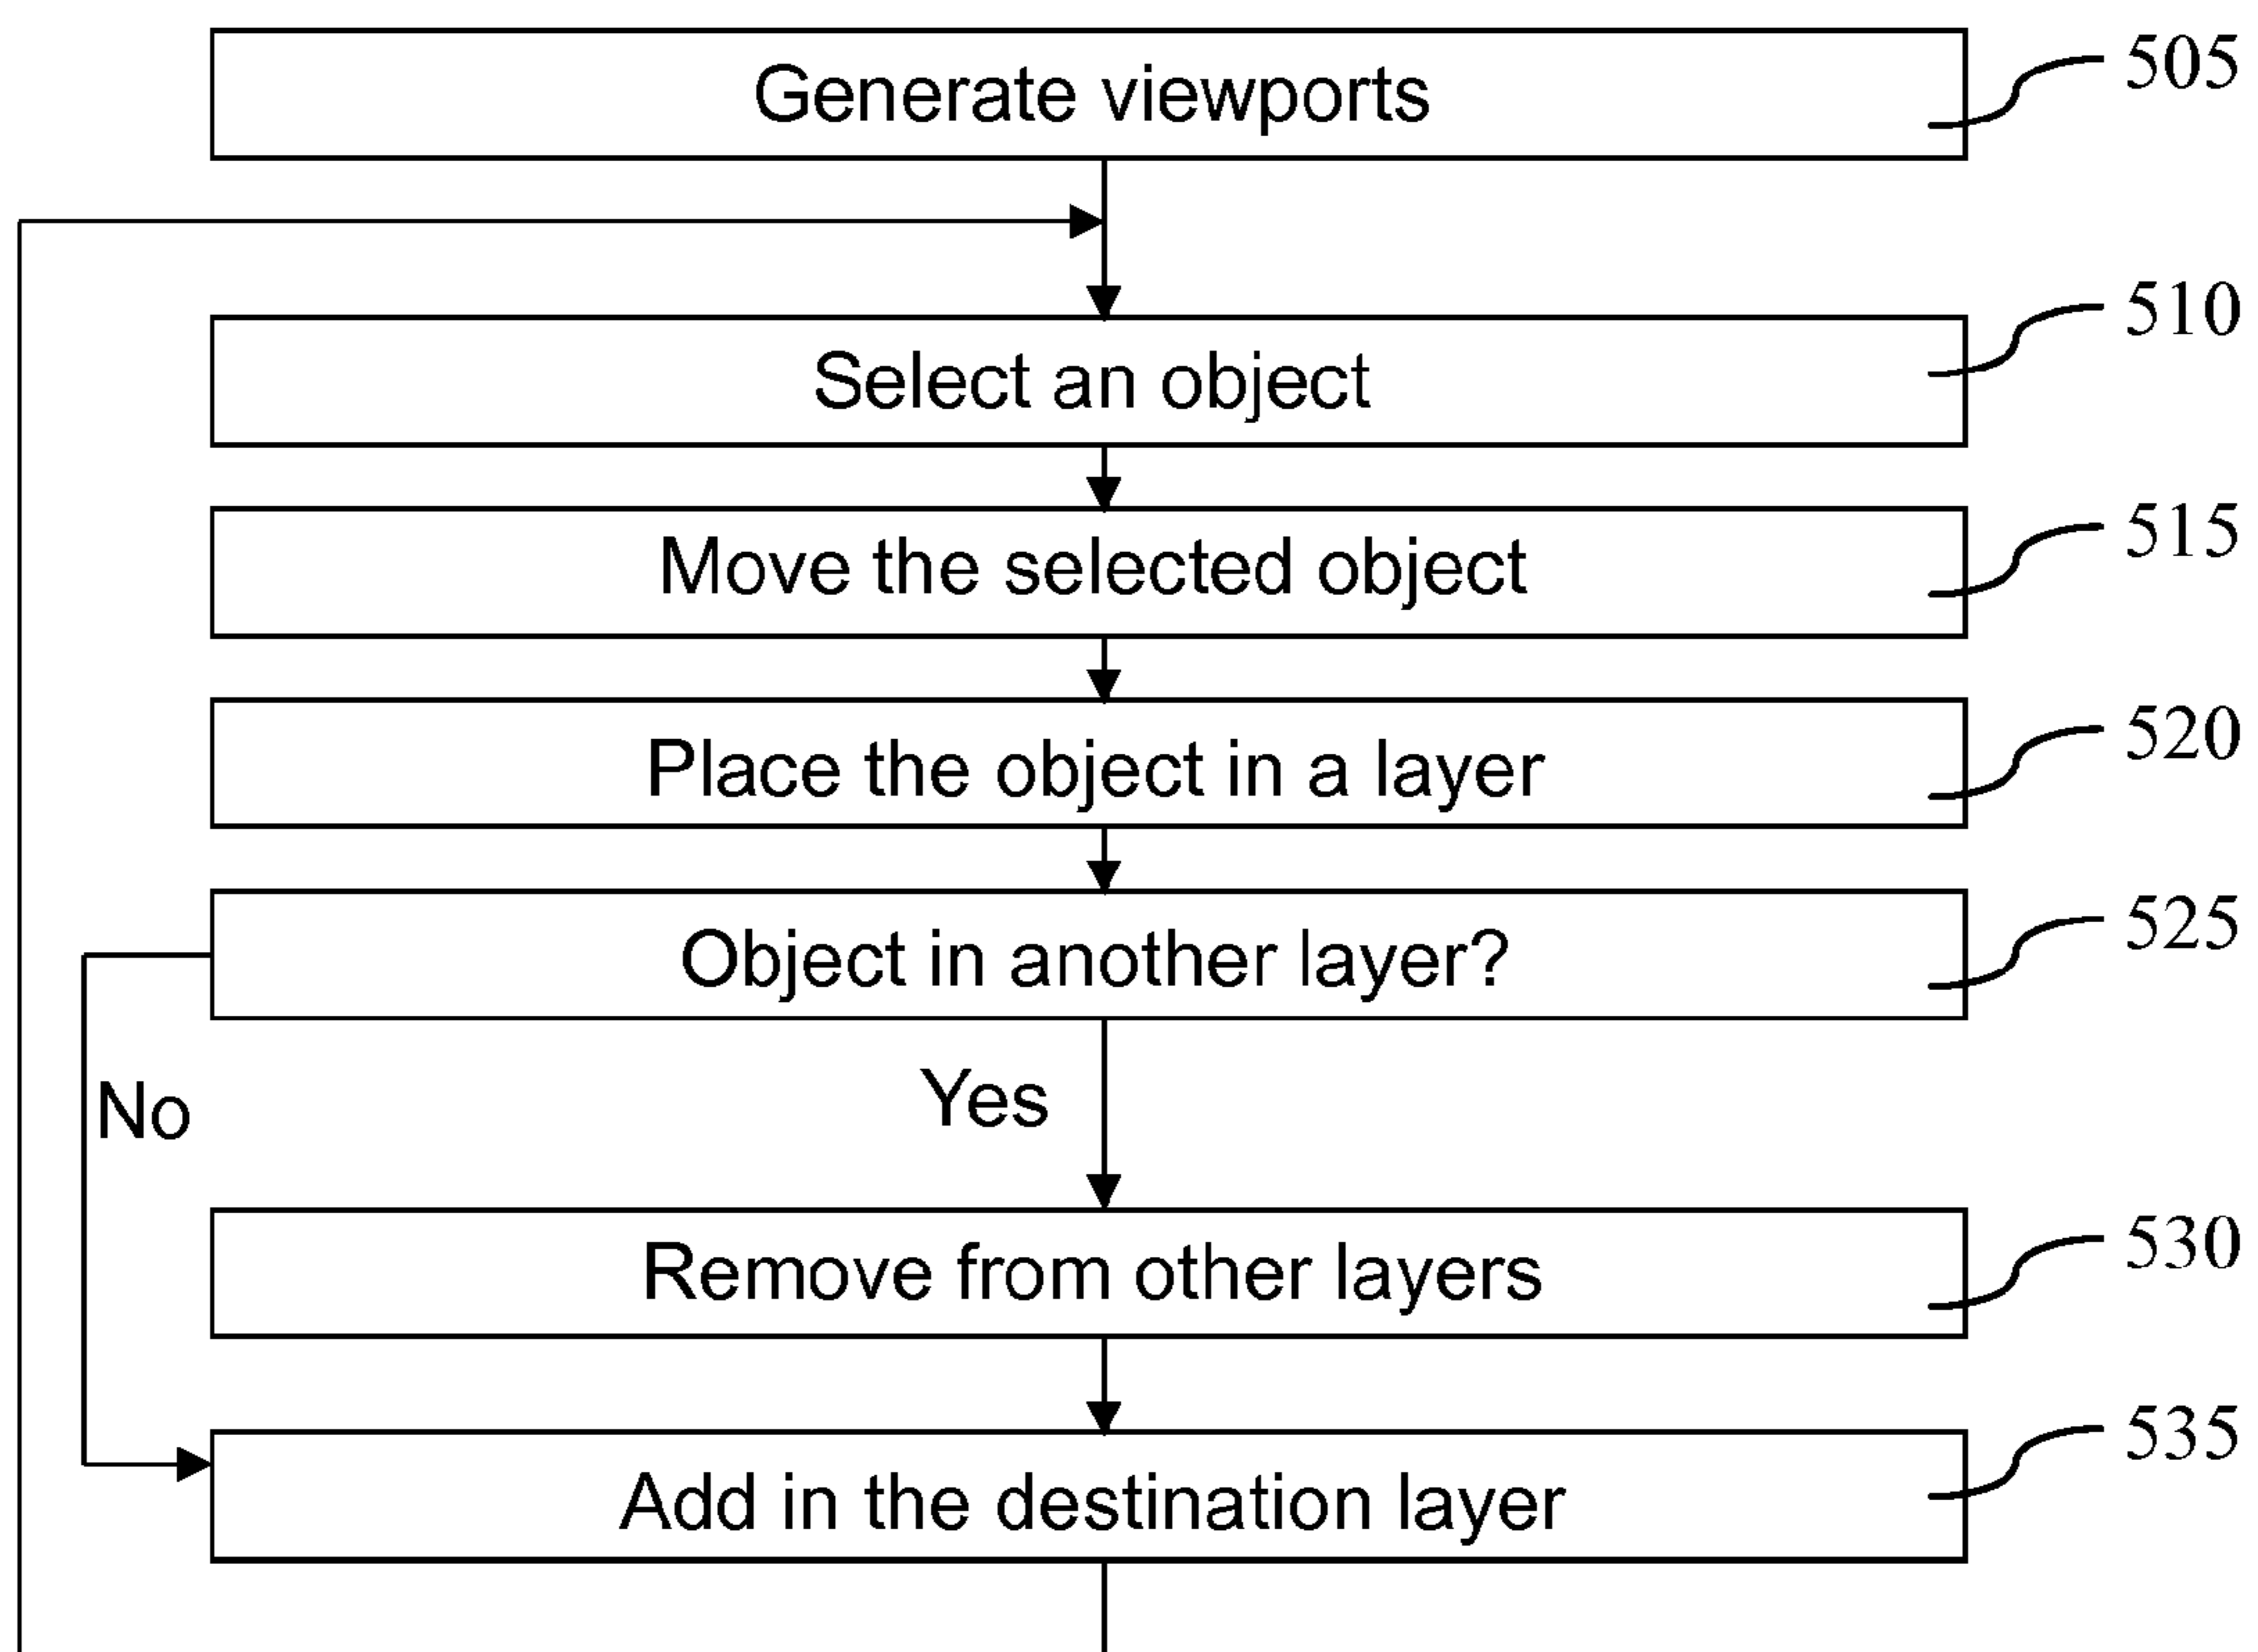 Generate viewports
505
Select an object
510
Move the selected object
515
Place the object in a layer
520
Object in another layer?
525
No
Yes
Remove from other layers
530
Add in the destination layer
535